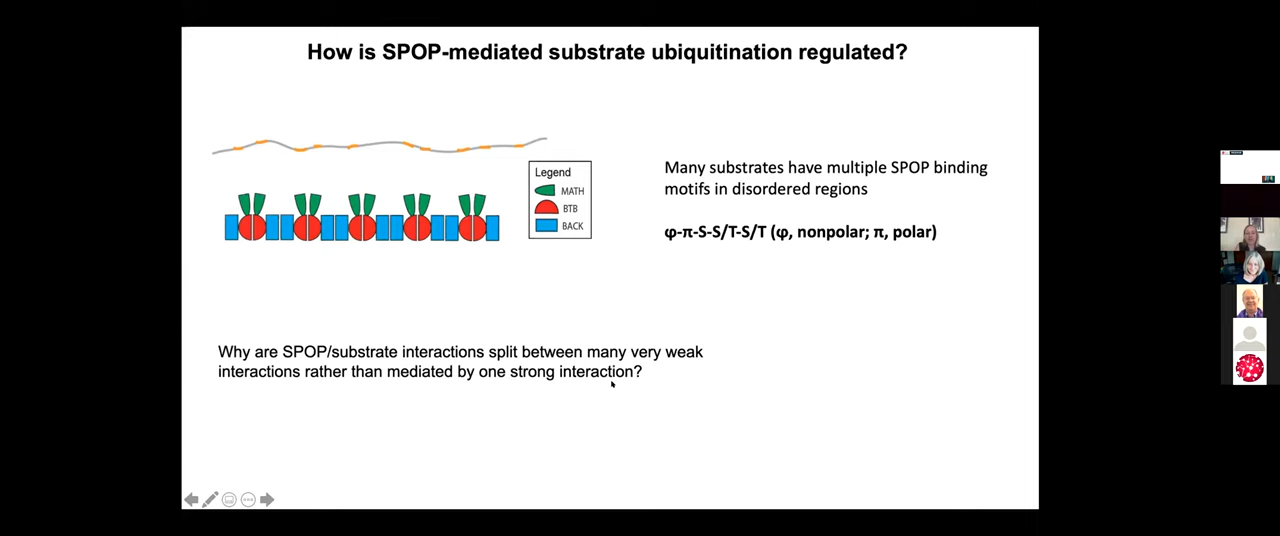 How is SPOP-mediated substrate ubiquitination regulated?
Legend
MATH
BTB
BACK
Many substrates have multiple SPOP binding
motifs in disordered regions
φ-π-S-S/T-S/T (φ, nonpolar; π, polar)
Why are SPOP/substrate interactions split between many very weak
interactions rather than mediated by one strong interaction?